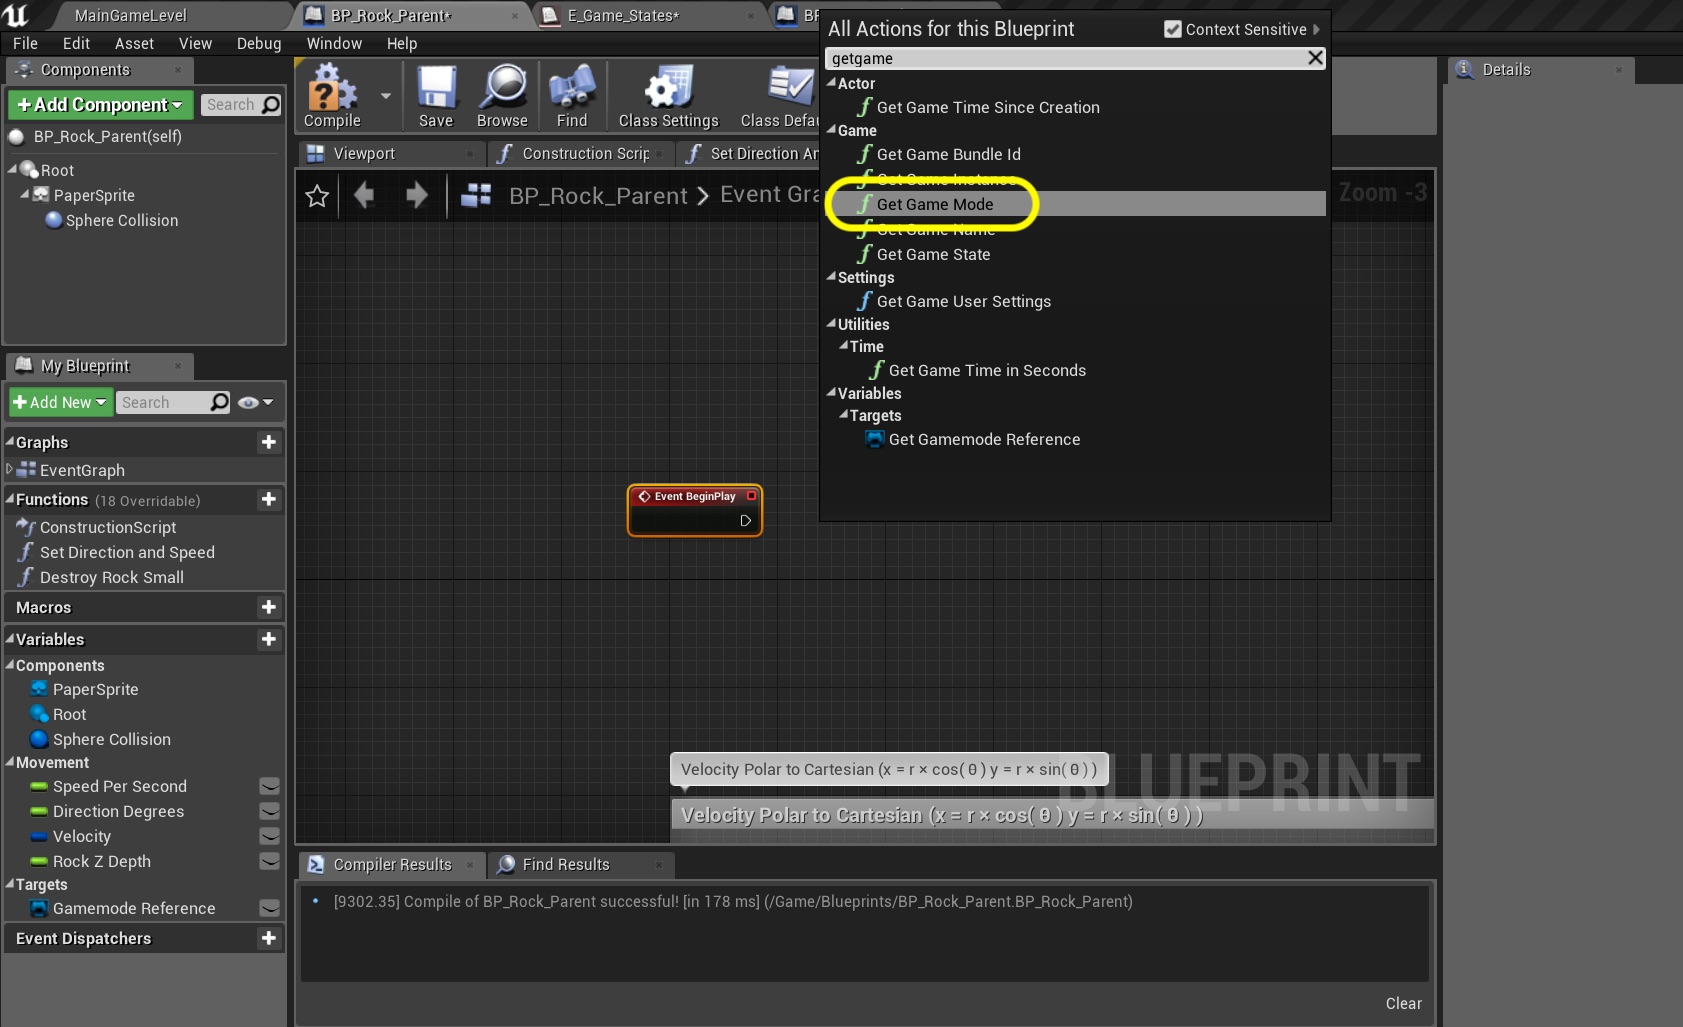 MainGameLevel
BP_Rock_Parent*
E_Game_States*
File Edit Asset View Debug Window Help
Components
+Add Component
Search
BP_Rock_Parent(self)
Root
PaperSprite
Sphere Collision
My Blueprint
+Add New
Search
Graphs
EventGraph
Functions (18 Overridable)
ConstructionScript
Set Direction and Speed
Destroy Rock Small
Macros
Variables
Components
PaperSprite
Root
Sphere Collision
Movement
Speed Per Second
Direction Degrees
Velocity
Rock Z Depth
Targets
Gamemode Reference
Event Dispatchers
Compile
Save
Browse
Find
Class Settings
Class Defau
Viewport
Construction Scrip
Set Direction An
BP_Rock_Parent > Event Gra
Zoom -3
All Actions for this Blueprint
Context Sensitive
getgame
Actor
Get Game Time Since Creation
Game
Get Game Bundle Id
Get Game Instance
Get Game Mode
Get Game Name
Get Game State
Settings
Get Game User Settings
Utilities
Time
Get Game Time in Seconds
Variables
Targets
Get Gamemode Reference
Event BeginPlay
Velocity Polar to Cartesian (x = r × cos( θ ) y = r × sin( θ ) )
Velocity Polar to Cartesian (x = r × cos( θ ) y = r × sin( θ ) )
BLUEPRINT
Compiler Results
Find Results
[9302.35] Compile of BP_Rock_Parent successful! [in 178 ms] (/Game/Blueprints/BP_Rock_Parent.BP_Rock_Parent)
Clear
Details